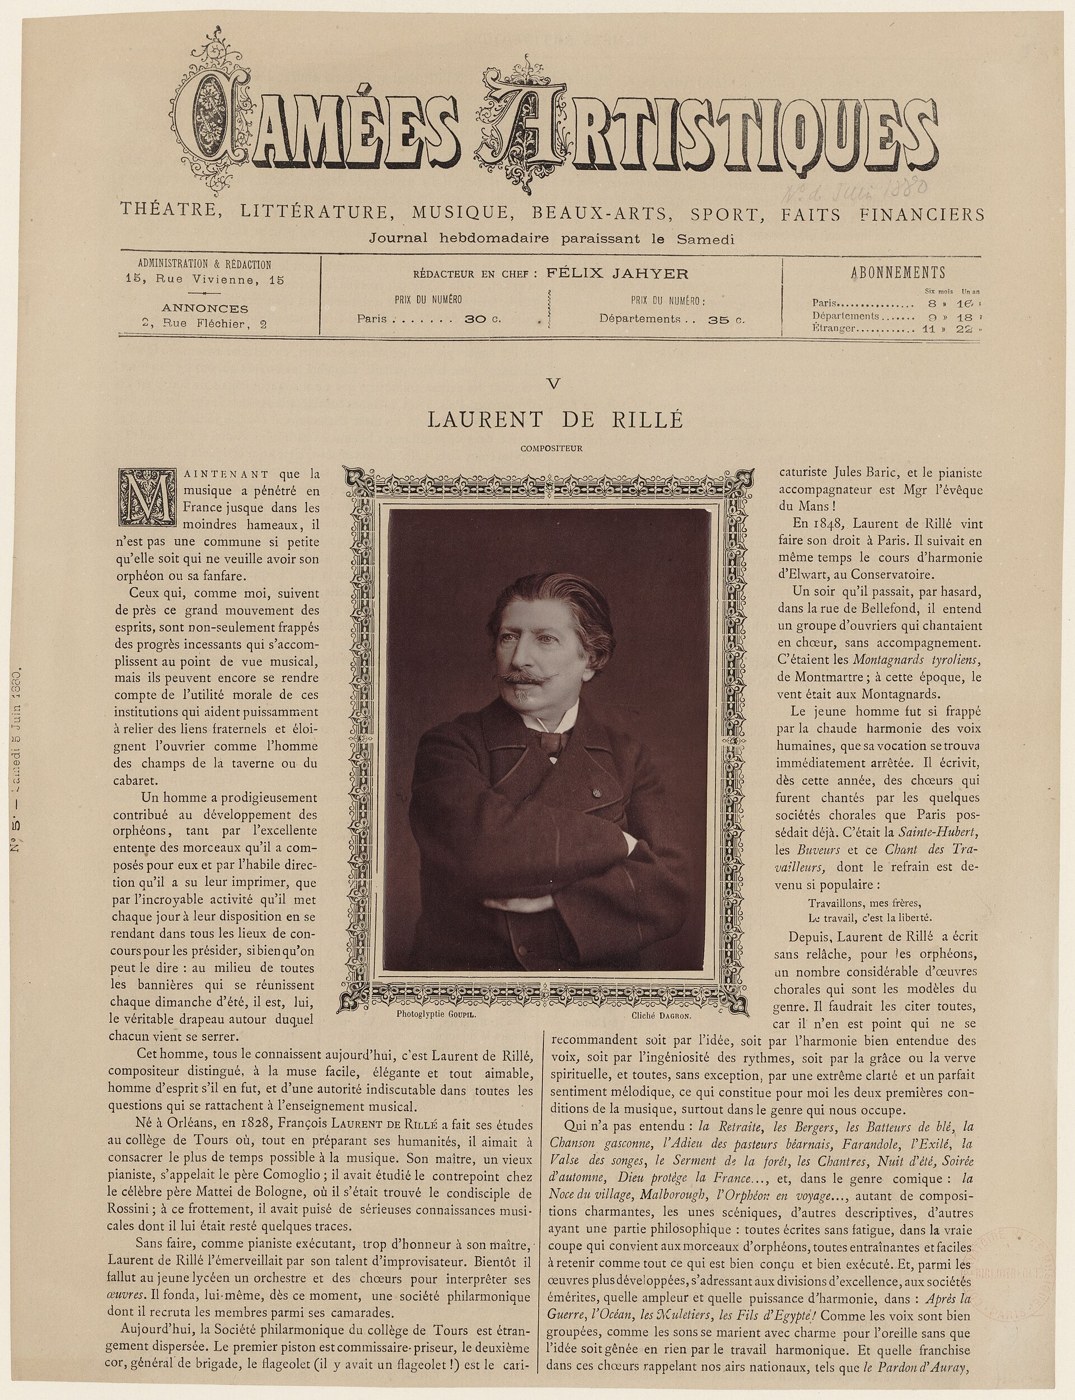 CAMÉES ARTISTIQUES
THÉATRE, LITTÉRATURE, MUSIQUE, BEAUX-ARTS, SPORT, FAITS FINANCIERS
Journal hebdomadaire paraissant le Samedi
ADMINISTRATION & RÉDACTION
15, Rue Vivienne, 15
ANNONCES
2, Rue Fléchier, 2
RÉDACTEUR EN CHEF : FÉLIX JAHYER
PRIX DU NUMÉRO
Paris ....... 30 c.
PRIX DU NUMÉRO :
Départements .. 35 c.
ABONNEMENTS
Six mois Un an
Paris............... 8 » 16 »
Départements....... 9 » 18 »
Étranger........... 11 » 22 »
Nº 5. — Samedi 5 Juin 1880.
V
LAURENT DE RILLÉ
COMPOSITEUR
MAINTENANT que la
musique a pénétré en
France jusque dans les
moindres hameaux, il
n'est pas une commune si petite
qu'elle soit qui ne veuille avoir son
orphéon ou sa fanfare.
Ceux qui, comme moi, suivent
de près ce grand mouvement des
esprits, sont non-seulement frappés
des progrès incessants qui s'accom-
plissent au point de vue musical,
mais ils peuvent encore se rendre
compte de l'utilité morale de ces
institutions qui aident puissamment
à relier des liens fraternels et éloi-
gnent l'ouvrier comme l'homme
des champs de la taverne ou du
cabaret.
Un homme a prodigieusement
contribué au développement des
orphéons, tant par l'excellente
entente des morceaux qu'il a com-
posés pour eux et par l'habile direc-
tion qu'il a su leur imprimer, que
par l'incroyable activité qu'il met
chaque jour à leur disposition en se
rendant dans tous les lieux de con-
cours pour les présider, si bien qu'on
peut le dire : au milieu de toutes
les bannières qui se réunissent
chaque dimanche d'été, il est, lui,
le véritable drapeau autour duquel
chacun vient se serrer.
Photoglyptie GOUPIL.
Cliché DAGRON.
Cet homme, tous le connaissent aujourd'hui, c'est Laurent de Rillé,
compositeur distingué, à la muse facile, élégante et tout aimable,
homme d'esprit s'il en fut, et d'une autorité indiscutable dans toutes les
questions qui se rattachent à l'enseignement musical.
Né à Orléans, en 1828, François LAURENT DE RILLÉ a fait ses études
au collège de Tours où, tout en préparant ses humanités, il aimait à
consacrer le plus de temps possible à la musique. Son maître, un vieux
pianiste, s'appelait le père Comoglio ; il avait étudié le contrepoint chez
le célèbre père Mattei de Bologne, où il s'était trouvé le condisciple de
Rossini ; à ce frottement, il avait puisé de sérieuses connaissances musi-
cales dont il lui était resté quelques traces.
Sans faire, comme pianiste exécutant, trop d'honneur à son maître,
Laurent de Rillé l'émerveillait par son talent d'improvisateur. Bientôt il
fallut au jeune lycéen un orchestre et des chœurs pour interpréter ses
œuvres. Il fonda, lui-même, dès ce moment, une société philarmonique
dont il recruta les membres parmi ses camarades.
Aujourd'hui, la Société philarmonique du collège de Tours est étran-
gement dispersée. Le premier piston est commissaire-priseur, le deuxième
cor, général de brigade, le flageolet (il y avait un flageolet !) est le cari-
caturiste Jules Baric, et le pianiste
accompagnateur est Mgr l'évêque
du Mans !
En 1848, Laurent de Rillé vint
faire son droit à Paris. Il suivait en
même temps le cours d'harmonie
d'Elwart, au Conservatoire.
Un soir qu'il passait, par hasard,
dans la rue de Bellefond, il entend
un groupe d'ouvriers qui chantaient
en chœur, sans accompagnement.
C'étaient les Montagnards tyroliens,
de Montmartre ; à cette époque, le
vent était aux Montagnards.
Le jeune homme fut si frappé
par la chaude harmonie des voix
humaines, que sa vocation se trouva
immédiatement arrêtée. Il écrivit,
dès cette année, des chœurs qui
furent chantés par les quelques
sociétés chorales que Paris pos-
sédait déjà. C'était la Sainte-Hubert,
les Buveurs et ce Chant des Tra-
vailleurs, dont le refrain est de-
venu si populaire :
Travaillons, mes frères,
Le travail, c'est la liberté.
Depuis, Laurent de Rillé a écrit
sans relâche, pour les orphéons,
un nombre considérable d'œuvres
chorales qui sont les modèles du
genre. Il faudrait les citer toutes,
car il n'en est point qui ne se
recommandent soit par l'idée, soit par l'harmonie bien entendue des
voix, soit par l'ingéniosité des rythmes, soit par la grâce ou la verve
spirituelle, et toutes, sans exception, par une extrême clarté et un parfait
sentiment mélodique, ce qui constitue pour moi les deux premières con-
ditions de la musique, surtout dans le genre qui nous occupe.
Qui n'a pas entendu : la Retraite, les Bergers, les Batteurs de blé, la
Chanson gasconne, l'Adieu des pasteurs béarnais, Farandole, l'Exilé, la
Valse des songes, le Serment de la forêt, les Chantres, Nuit d'été, Soirée
d'automne, Dieu protège la France..., et, dans le genre comique : la
Noce du village, Malborough, l'Orphéon en voyage..., autant de composi-
tions charmantes, les unes scéniques, d'autres descriptives, d'autres
ayant une partie philosophique : toutes écrites sans fatigue, dans la vraie
coupe qui convient aux morceaux d'orphéons, toutes entraînantes et faciles
à retenir comme tout ce qui est bien conçu et bien exécuté. Et, parmi les
œuvres plus développées, s'adressant aux divisions d'excellence, aux sociétés
émérites, quelle ampleur et quelle puissance d'harmonie, dans : Après la
Guerre, l'Océan, les Muletiers, les Fils d'Egypte! Comme les voix sont bien
groupées, comme les sons se marient avec charme pour l'oreille sans que
l'idée soit gênée en rien par le travail harmonique. Et quelle franchise
dans ces chœurs rappelant nos airs nationaux, tels que le Pardon d'Auray,